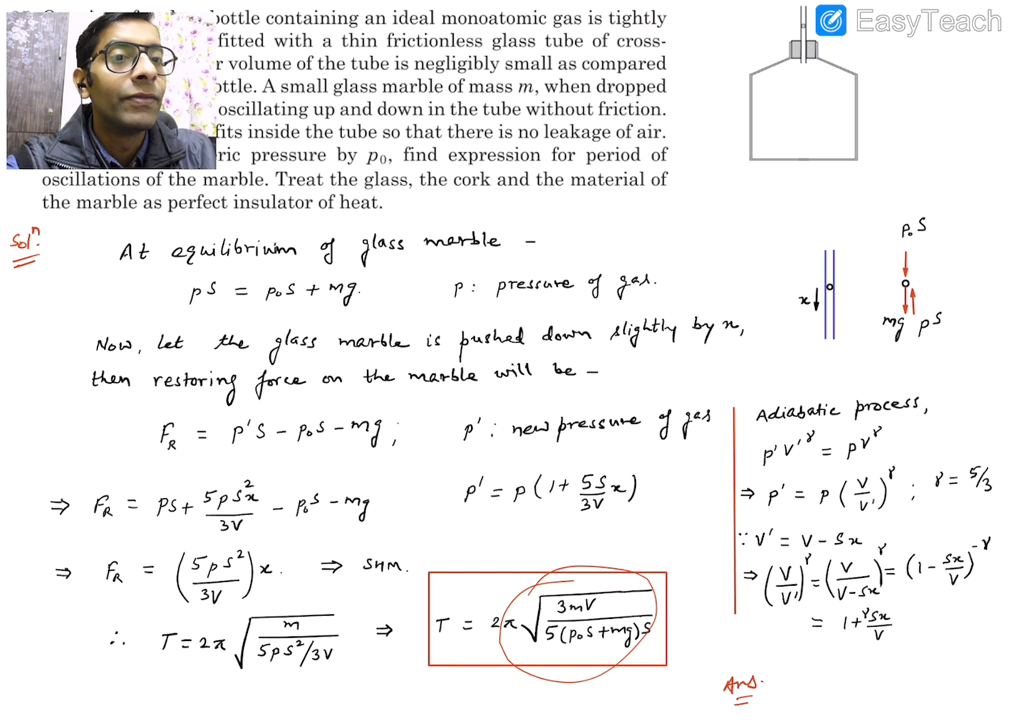 bottle containing an ideal monoatomic gas is tightly
fitted with a thin frictionless glass tube of cross-
r volume of the tube is negligibly small as compared
ottle. A small glass marble of mass m, when dropped
oscillating up and down in the tube without friction.
fits inside the tube so that there is no leakage of air.
ric pressure by p₀, find expression for period of
oscillations of the marble. Treat the glass, the cork and the material of
the marble as perfect insulator of heat.
EasyTeach
Solⁿ:
At equilibrium of glass marble –
pS = p₀S + mg. p: pressure of gas.
p₀S
x
mg pS
Now, let the glass marble is pushed down slightly by x,
then restoring force on the marble will be –
F_R = p'S - p₀S - mg; p': new pressure of gas
⇒ F_R = pS + 5pS²x/3V - p₀S - mg p' = p(1 + 5S/3V x)
⇒ F_R = (5pS²/3V)x. ⇒ SHM.
∴ T = 2π√(m/(5pS²/3V)) ⇒ T = 2π√(3mV/(5(p₀S+mg)S))
Adiabatic process,
p'V'^γ = pV^γ
⇒ p' = p(V/V')^γ ; γ = 5/3
∵ V' = V - Sx
⇒ (V/V')^γ = (V/(V-Sx))^γ = (1 - Sx/V)^-γ
= 1 + γSx/V
Ans.